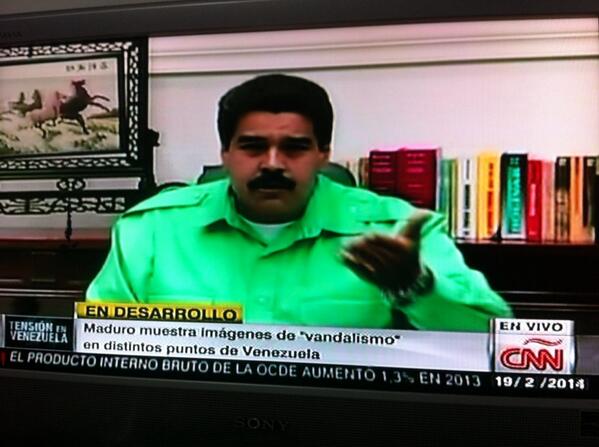 EN DESARROLLO
TENSIÓN EN
VENEZUELA
Maduro muestra imágenes de "vandalismo"
en distintos puntos de Venezuela
EN VIVO
CNN
EL PRODUCTO INTERNO BRUTO DE LA OCDE AUMENTÓ 1,3% EN 2013
19/2/2014
SONY